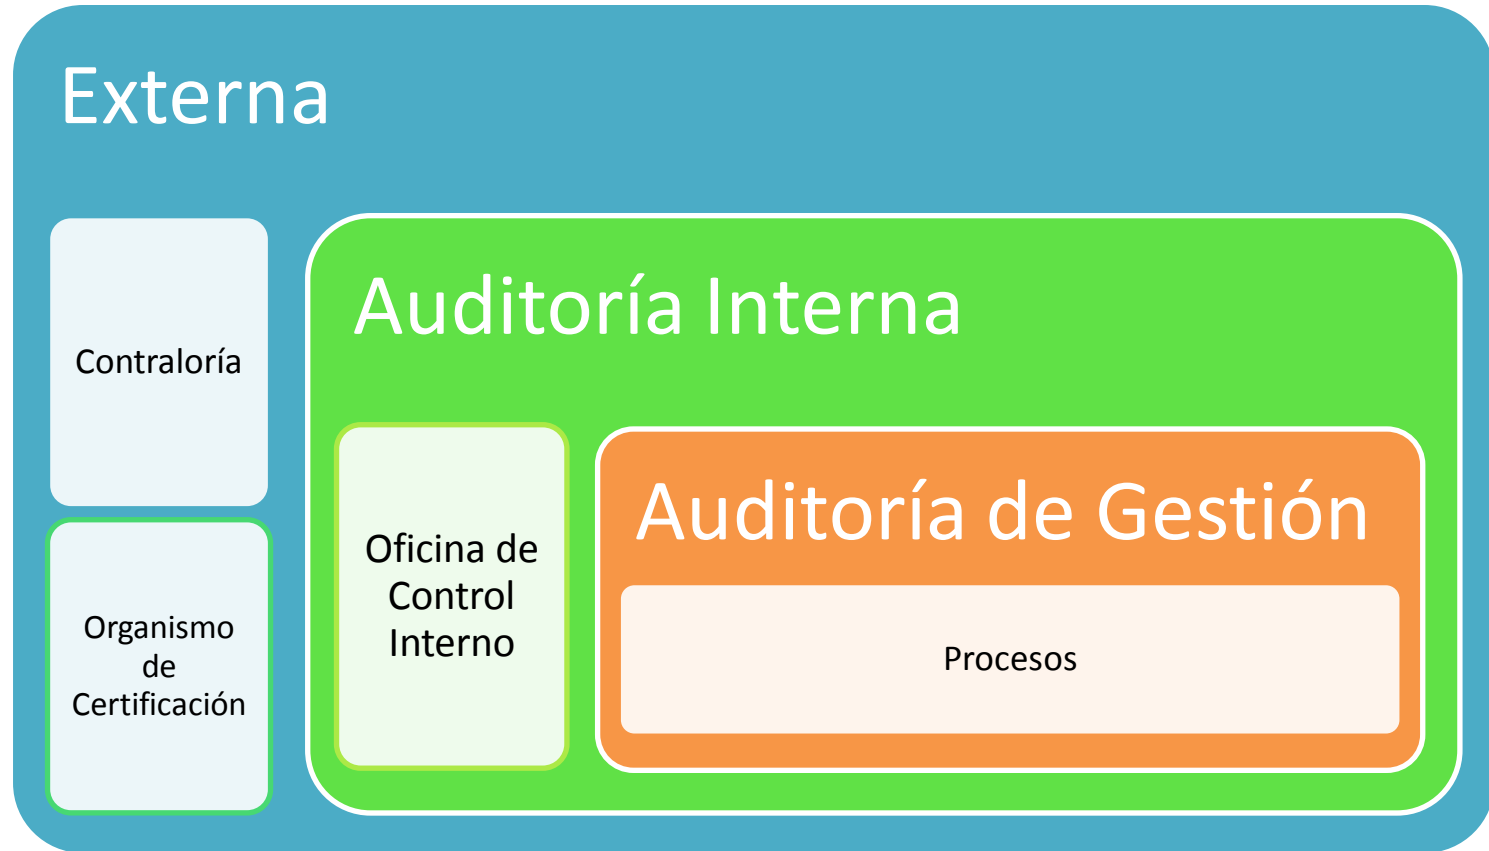 Externa
Contraloría
Organismo
de
Certificación
Auditoría Interna
Oficina de
Control
Interno
Auditoría de Gestión
Procesos